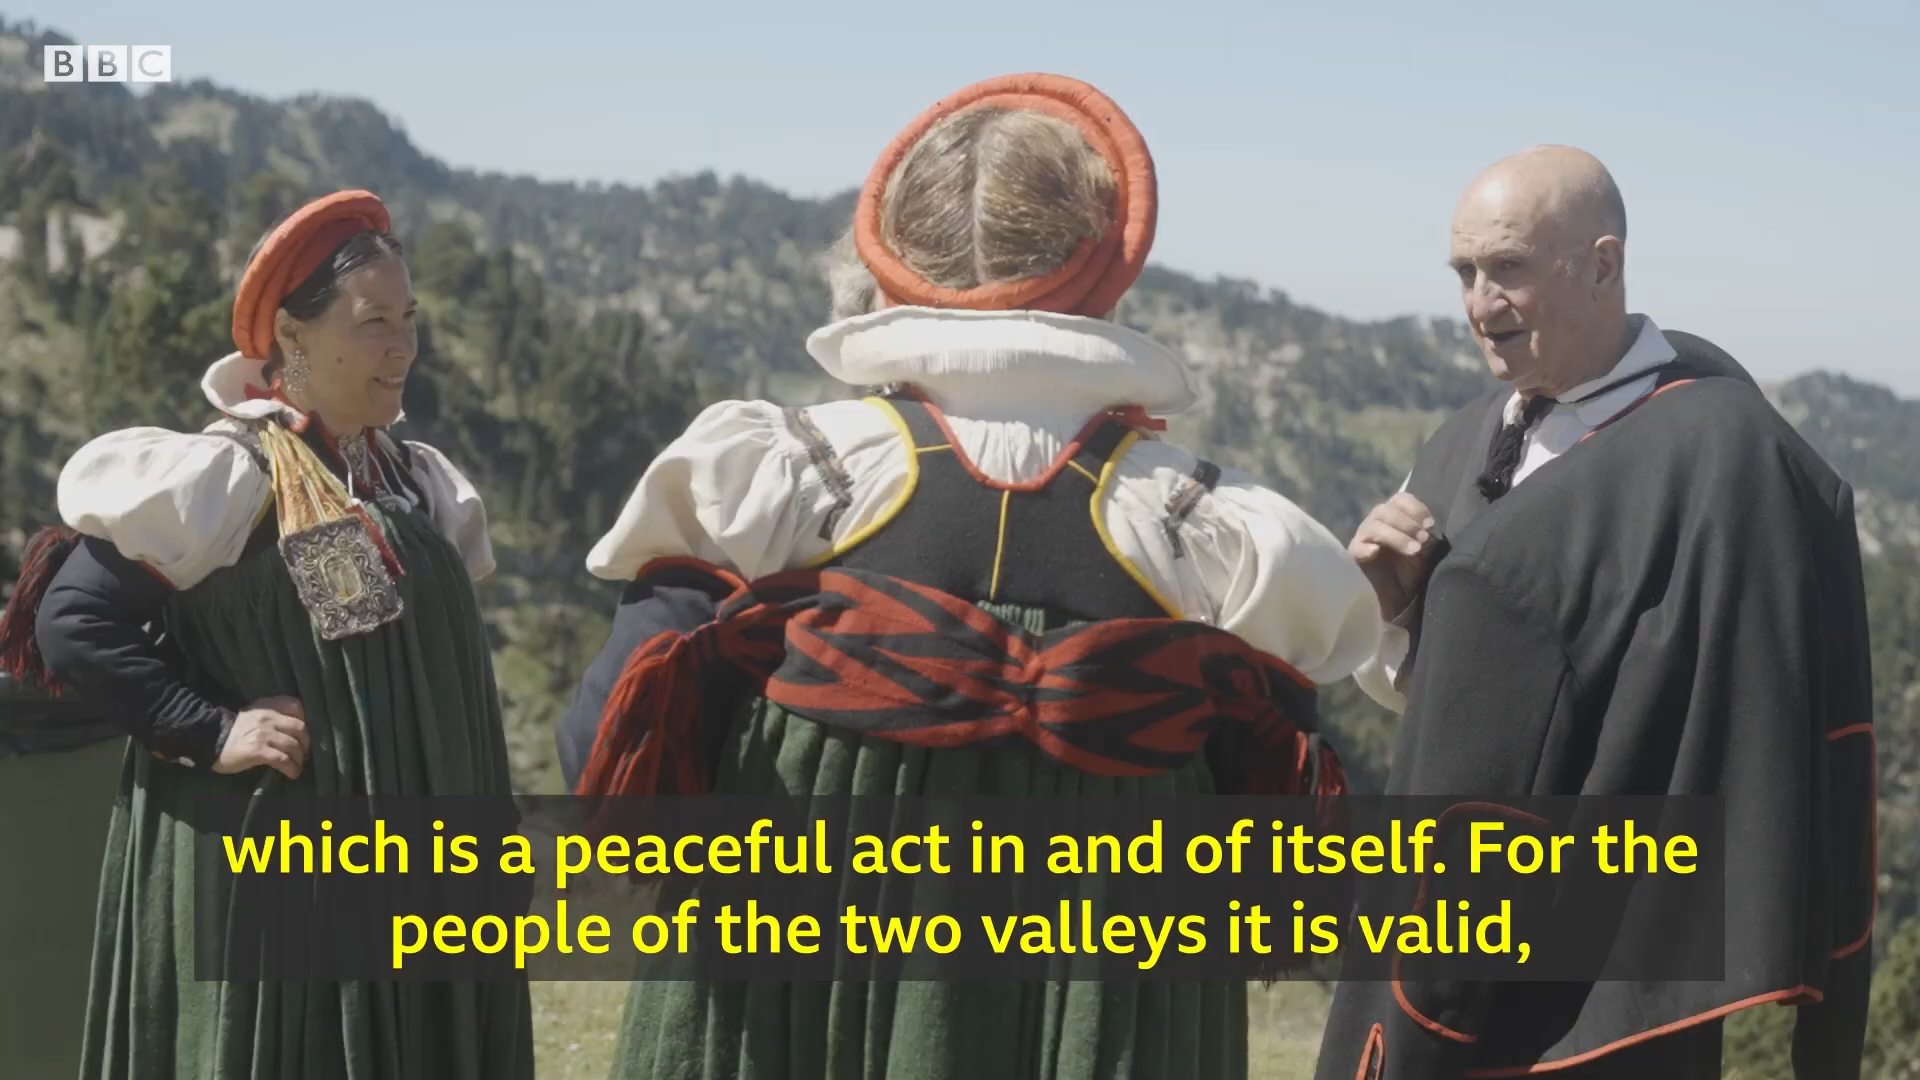 BBC
which is a peaceful act in and of itself. For the
people of the two valleys it is valid,